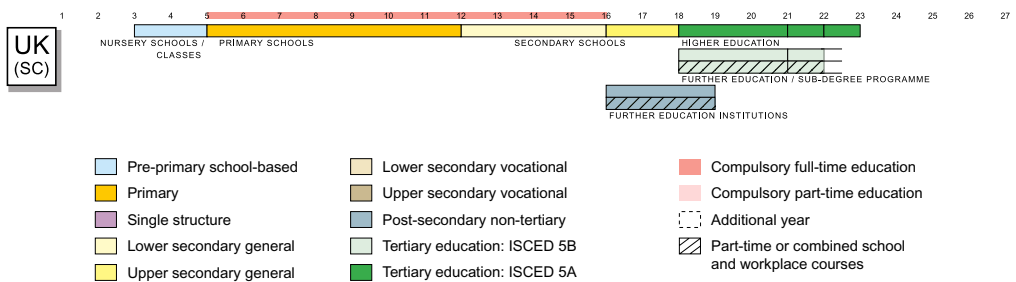 1 2 3 4 5 6 7 8 9 10 11 12 13 14 15 16 17 18 19 20 21 22 23 24 25 26 27
UK
(SC)
NURSERY SCHOOLS /
CLASSES
PRIMARY SCHOOLS
SECONDARY SCHOOLS
HIGHER EDUCATION
FURTHER EDUCATION / SUB-DEGREE PROGRAMME
FURTHER EDUCATION INSTITUTIONS
Pre-primary school-based
Primary
Single structure
Lower secondary general
Upper secondary general
Lower secondary vocational
Upper secondary vocational
Post-secondary non-tertiary
Tertiary education: ISCED 5B
Tertiary education: ISCED 5A
Compulsory full-time education
Compulsory part-time education
Additional year
Part-time or combined school
and workplace courses